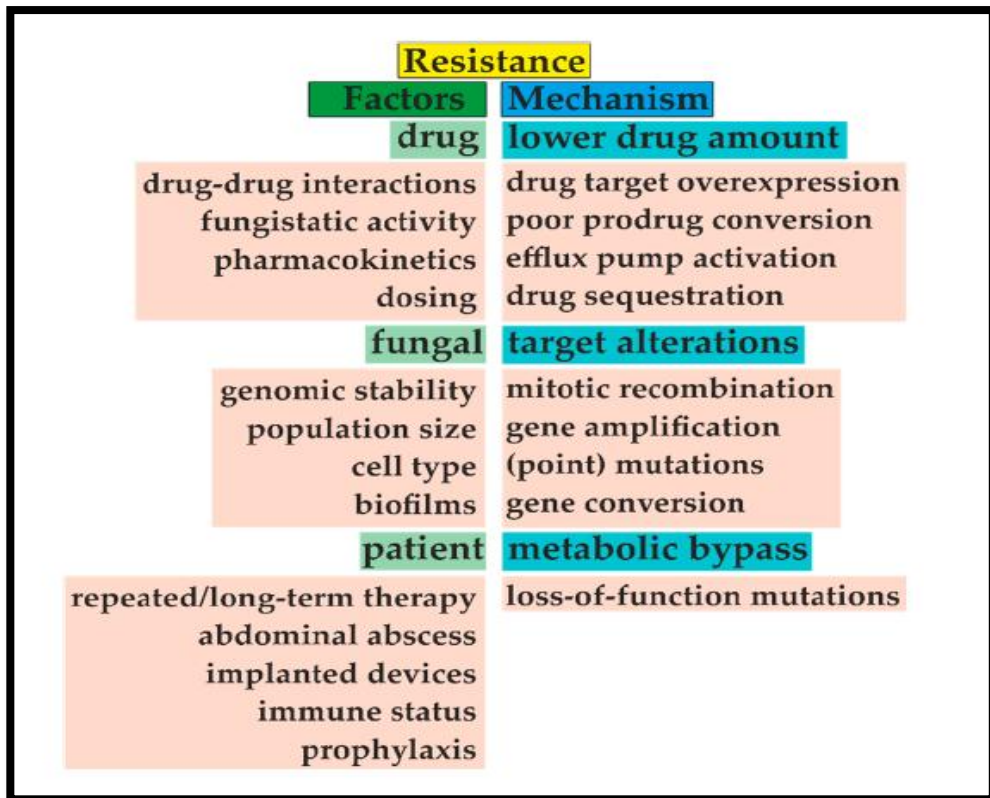 Resistance
Factors
drug
drug-drug interactions
fungistatic activity
pharmacokinetics
dosing
fungal
genomic stability
population size
cell type
biofilms
patient
repeated/long-term therapy
abdominal abscess
implanted devices
immune status
prophylaxis
Mechanism
lower drug amount
drug target overexpression
poor prodrug conversion
efflux pump activation
drug sequestration
target alterations
mitotic recombination
gene amplification
(point) mutations
gene conversion
metabolic bypass
loss-of-function mutations